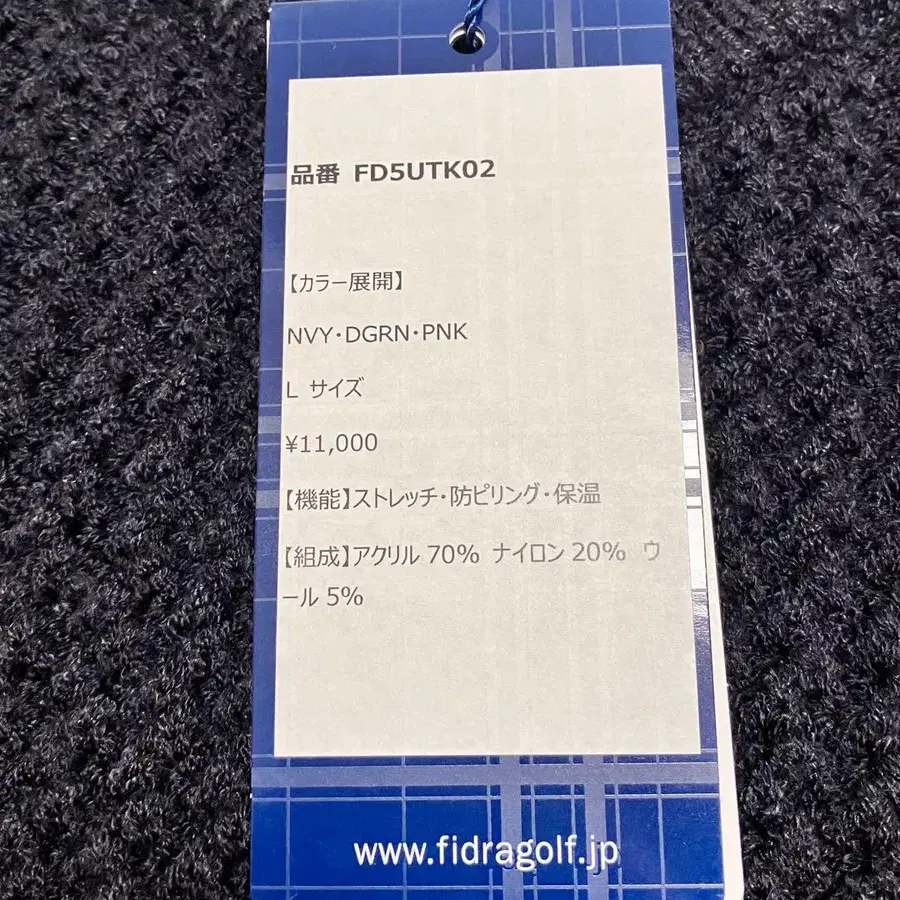 品番 FD5UTK02
【カラー展開】
NVY・DGRN・PNK
L サイズ
¥11,000
【機能】ストレッチ・防ピリング・保温
【組成】アクリル 70% ナイロン 20% ウ
ール 5%
www.fidragolf.jp